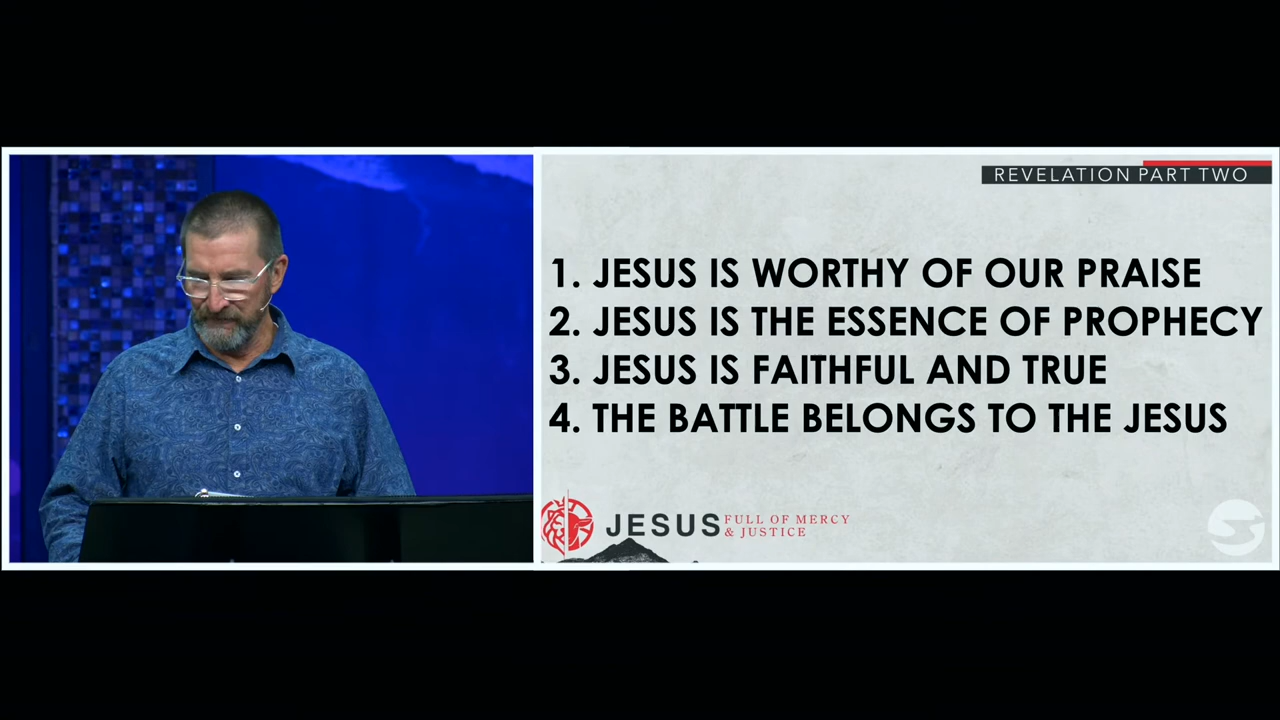 REVELATION PART TWO
1. JESUS IS WORTHY OF OUR PRAISE
2. JESUS IS THE ESSENCE OF PROPHECY
3. JESUS IS FAITHFUL AND TRUE
4. THE BATTLE BELONGS TO THE JESUS
JESUS FULL OF MERCY
& JUSTICE